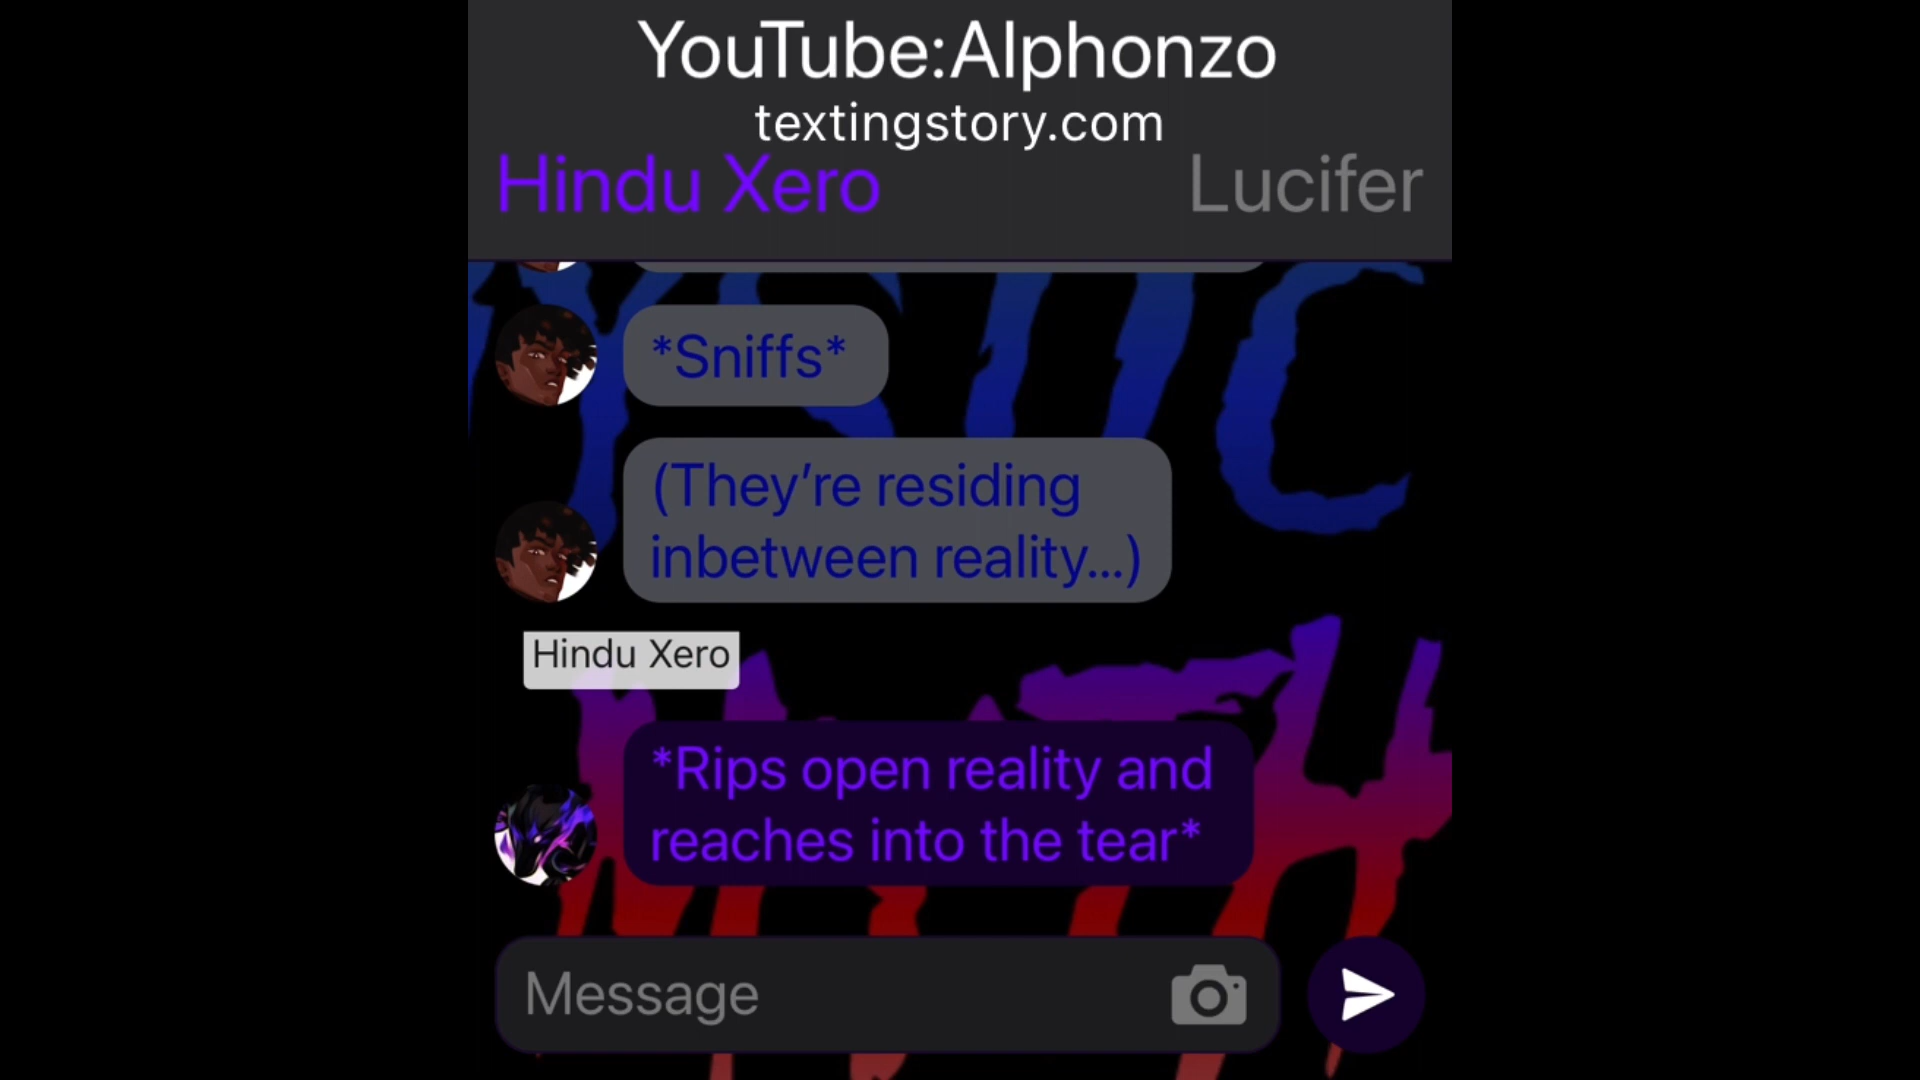 YouTube:Alphonzo
textingstory.com
Hindu Xero
Lucifer
*Sniffs*
(They’re residing
inbetween reality...)
Hindu Xero
*Rips open reality and
reaches into the tear*
Message